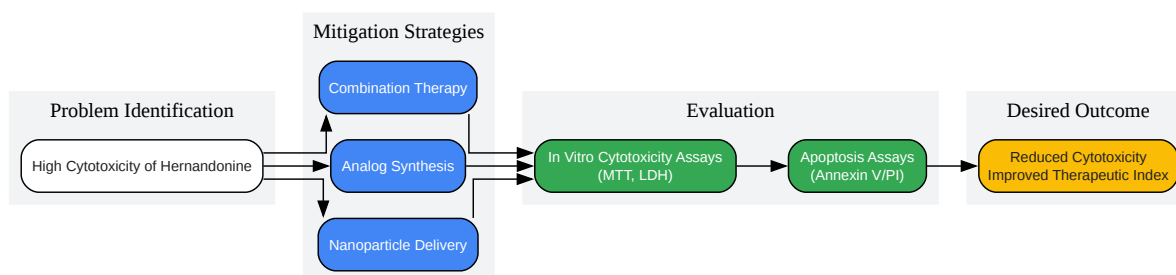 Mitigation Strategies
Combination Therapy
Problem Identification
Evaluation
Desired Outcome
High Cytotoxicity of Hernandonine
Analog Synthesis
In Vitro Cytotoxicity Assays
(MTT, LDH)
Apoptosis Assays
(Annexin V/PI)
Reduced Cytotoxicity
Improved Therapeutic Index
Nanoparticle Delivery